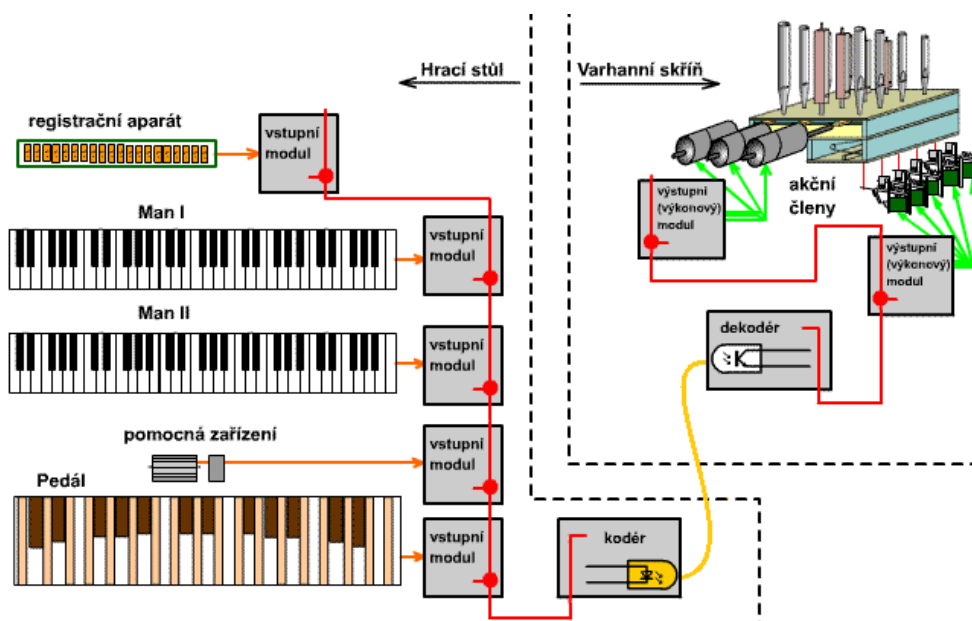 Hrací stůl
Varhanní skříň
registrační aparát
vstupní
modul
Man I
vstupní
modul
výstupní
(výkonový)
modul
akční
členy
výstupní
(výkonový)
modul
Man II
vstupní
modul
dekodér
pomocná zařízení
vstupní
modul
Pedál
vstupní
modul
kodér